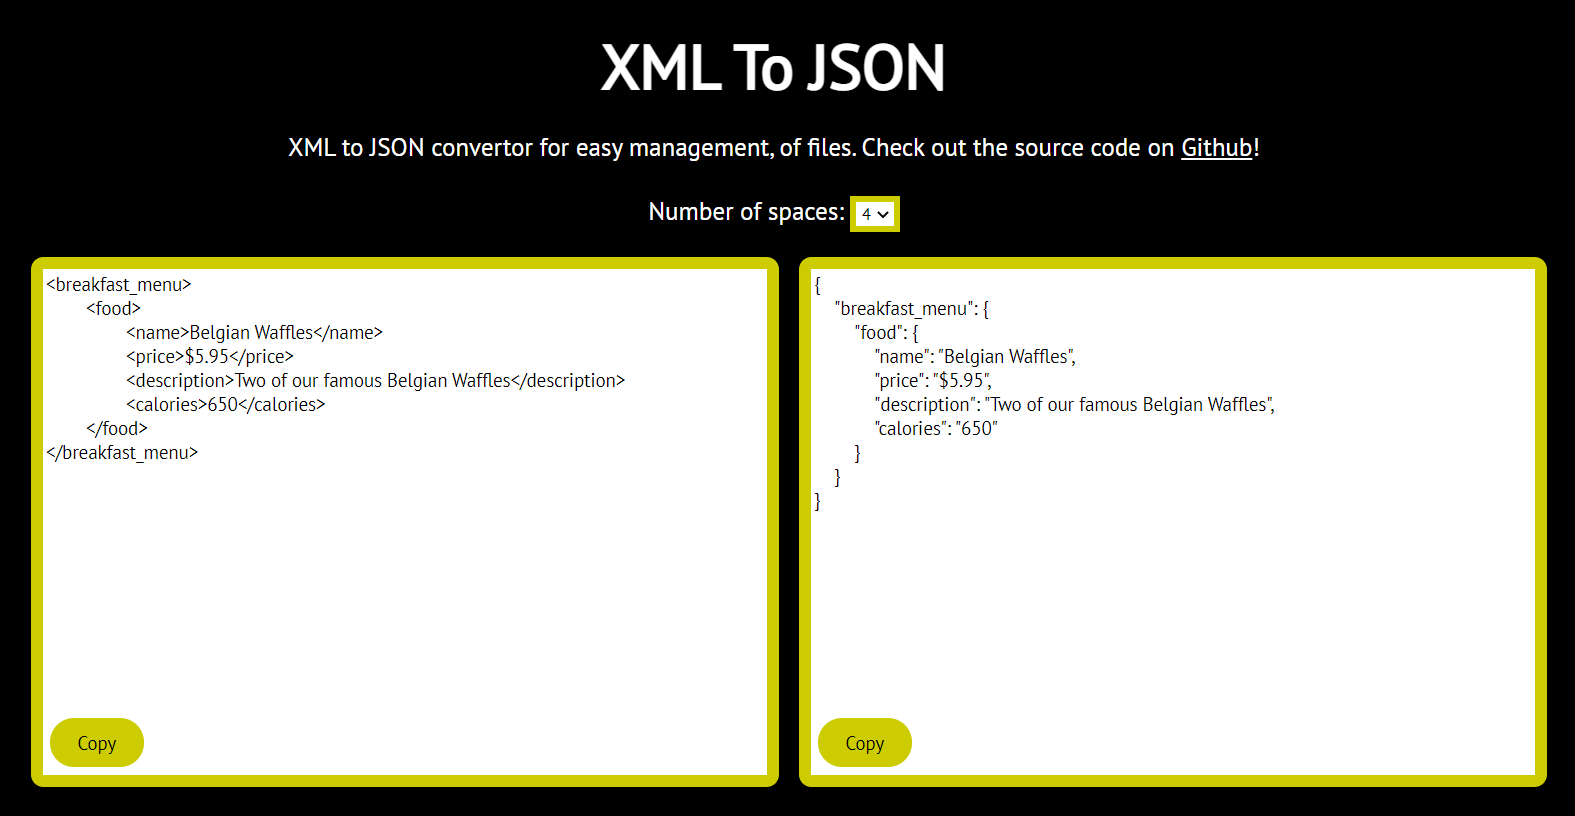 XML To JSON
XML to JSON convertor for easy management, of files. Check out the source code on Github!
Number of spaces: 4
<breakfast_menu>
<food>
<name>Belgian Waffles</name>
<price>$5.95</price>
<description>Two of our famous Belgian Waffles</description>
<calories>650</calories>
</food>
</breakfast_menu>
Copy
{
"breakfast_menu": {
"food": {
"name": "Belgian Waffles",
"price": "$5.95",
"description": "Two of our famous Belgian Waffles",
"calories": "650"
}
}
}
Copy